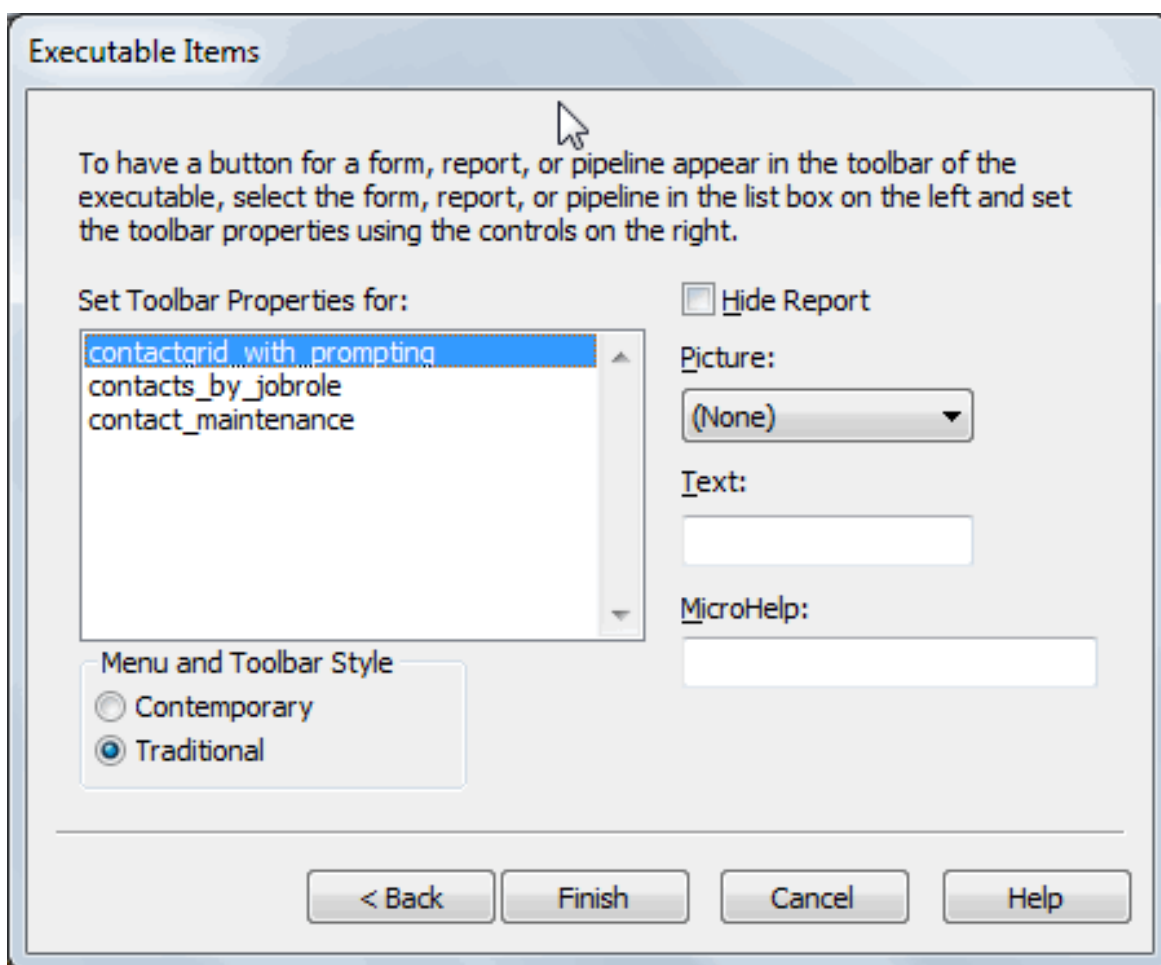 Executable Items
To have a button for a form, report, or pipeline appear in the toolbar of the
executable, select the form, report, or pipeline in the list box on the left and set
the toolbar properties using the controls on the right.
Set Toolbar Properties for:
contactgrid_with_prompting
contacts_by_jobrole
contact_maintenance
Menu and Toolbar Style
Contemporary
Traditional
Hide Report
Picture:
(None)
Text:
MicroHelp:
< Back
Finish
Cancel
Help